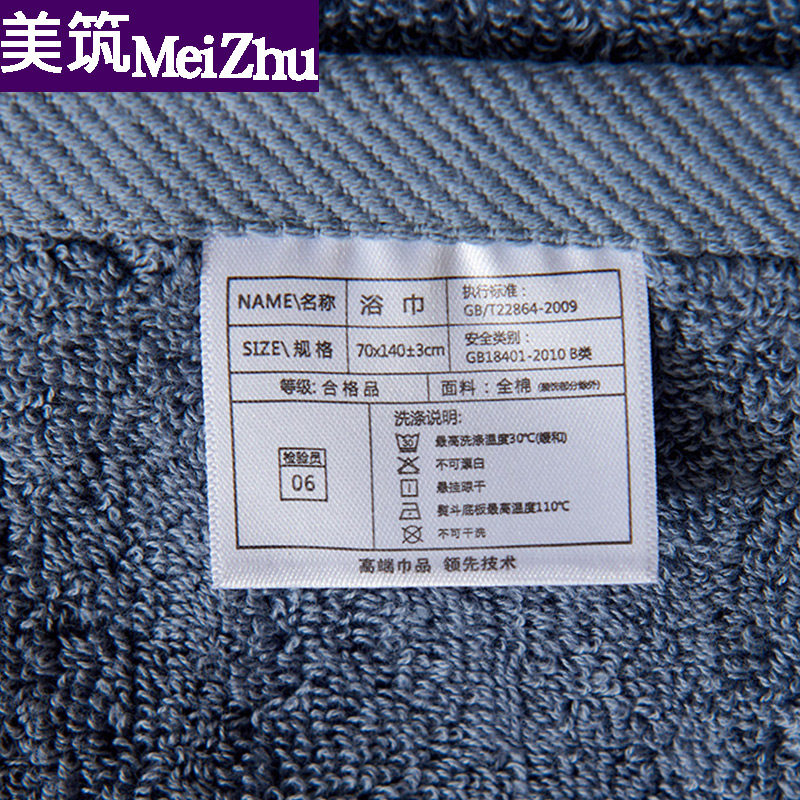 美筑MeiZhu
NAME\名称 浴巾 执行标准：
GB/T22864-2009
SIZE\规格 70x140±3cm 安全类别：
GB18401-2010 B类
等级: 合格品 面料：全棉
洗涤说明:
30 最高洗涤温度30℃(缓和)
不可漂白
悬挂晾干
熨斗底板最高温度110℃
不可干洗
检验员
06
高端巾品 领先技术